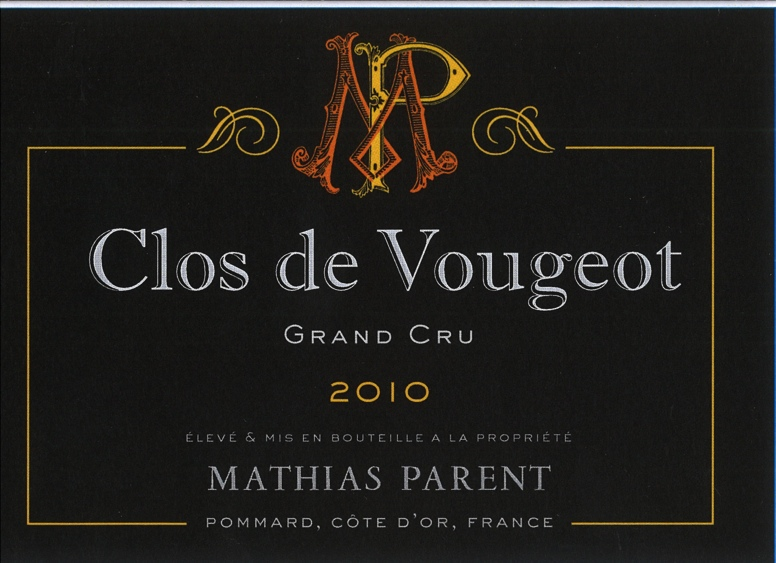 MP
Clos de Vougeot
GRAND CRU
2010
ÉLEVÉ & MIS EN BOUTEILLE A LA PROPRIÉTÉ
MATHIAS PARENT
POMMARD, CÔTE D'OR, FRANCE